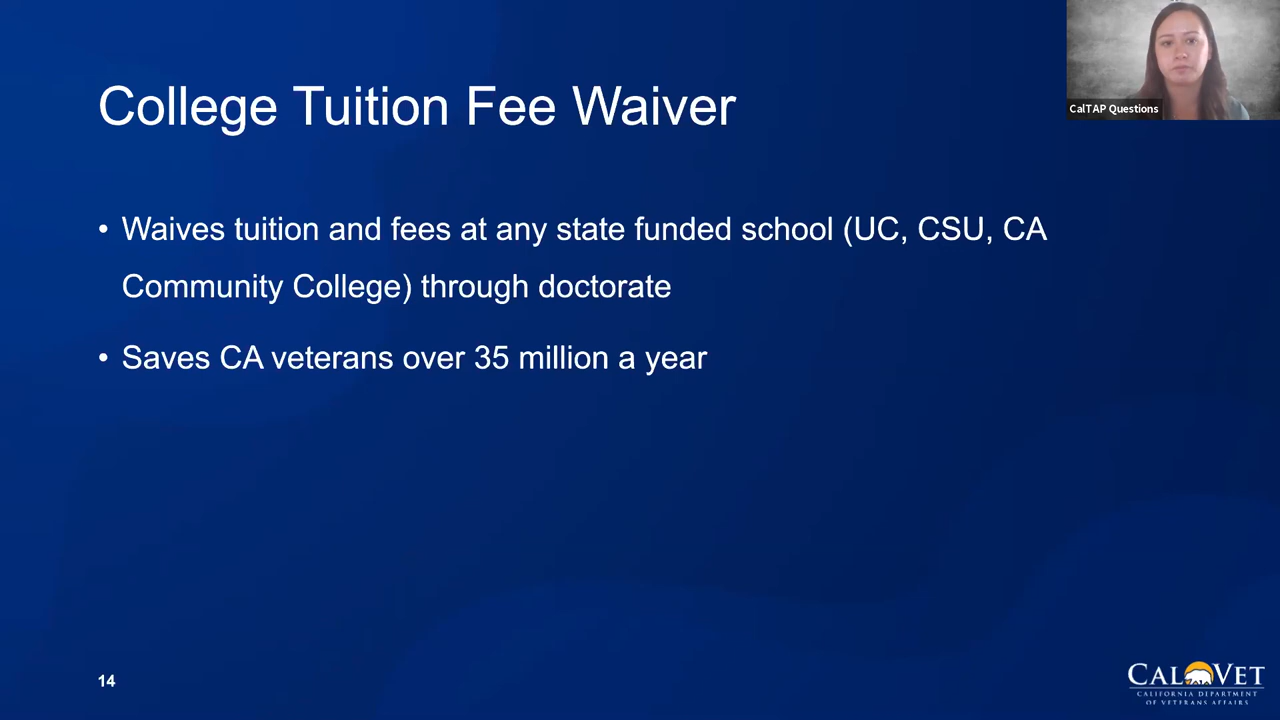 CalTAP Questions
College Tuition Fee Waiver
• Waives tuition and fees at any state funded school (UC, CSU, CA
Community College) through doctorate
• Saves CA veterans over 35 million a year
14
CALVET
CALIFORNIA DEPARTMENT
OF VETERANS AFFAIRS